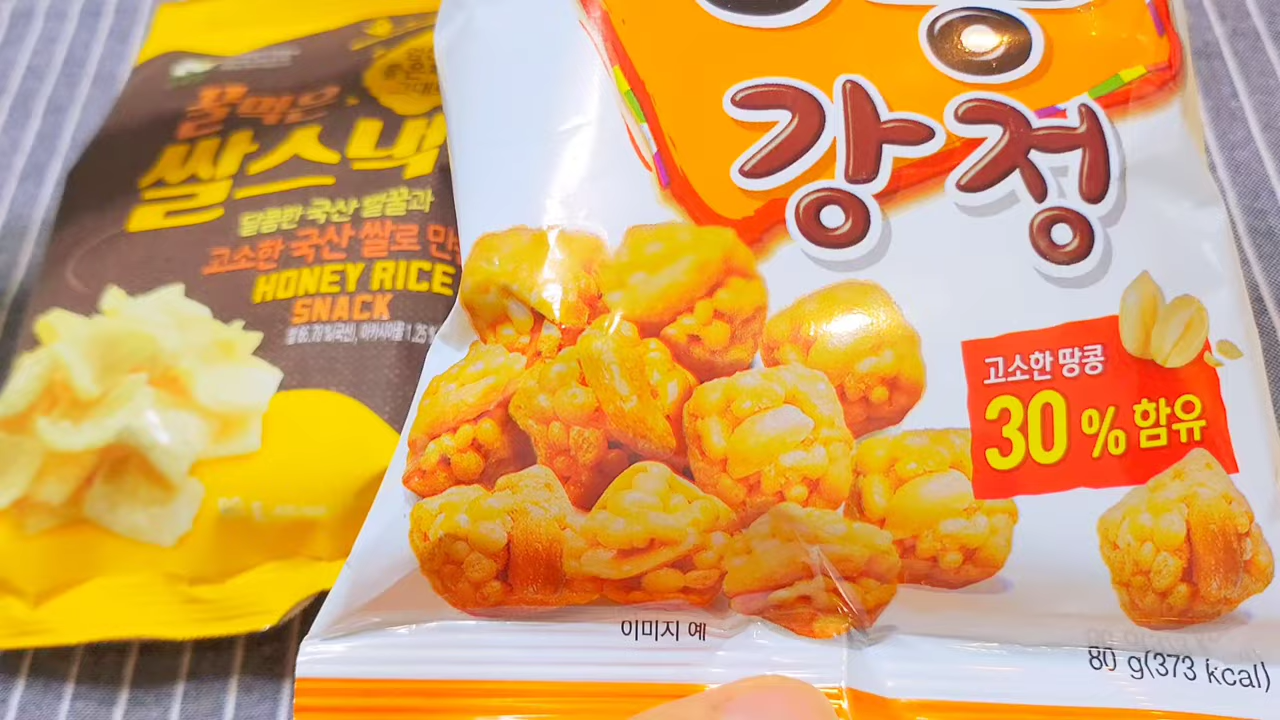 꿀먹은
쌀스낵
달콤한 국산 벌꿀과
고소한 국산 쌀로
HONEY RICE
SNACK
강정
고소한 땅콩
30 % 함유
이미지 예
80 g(373 kcal)